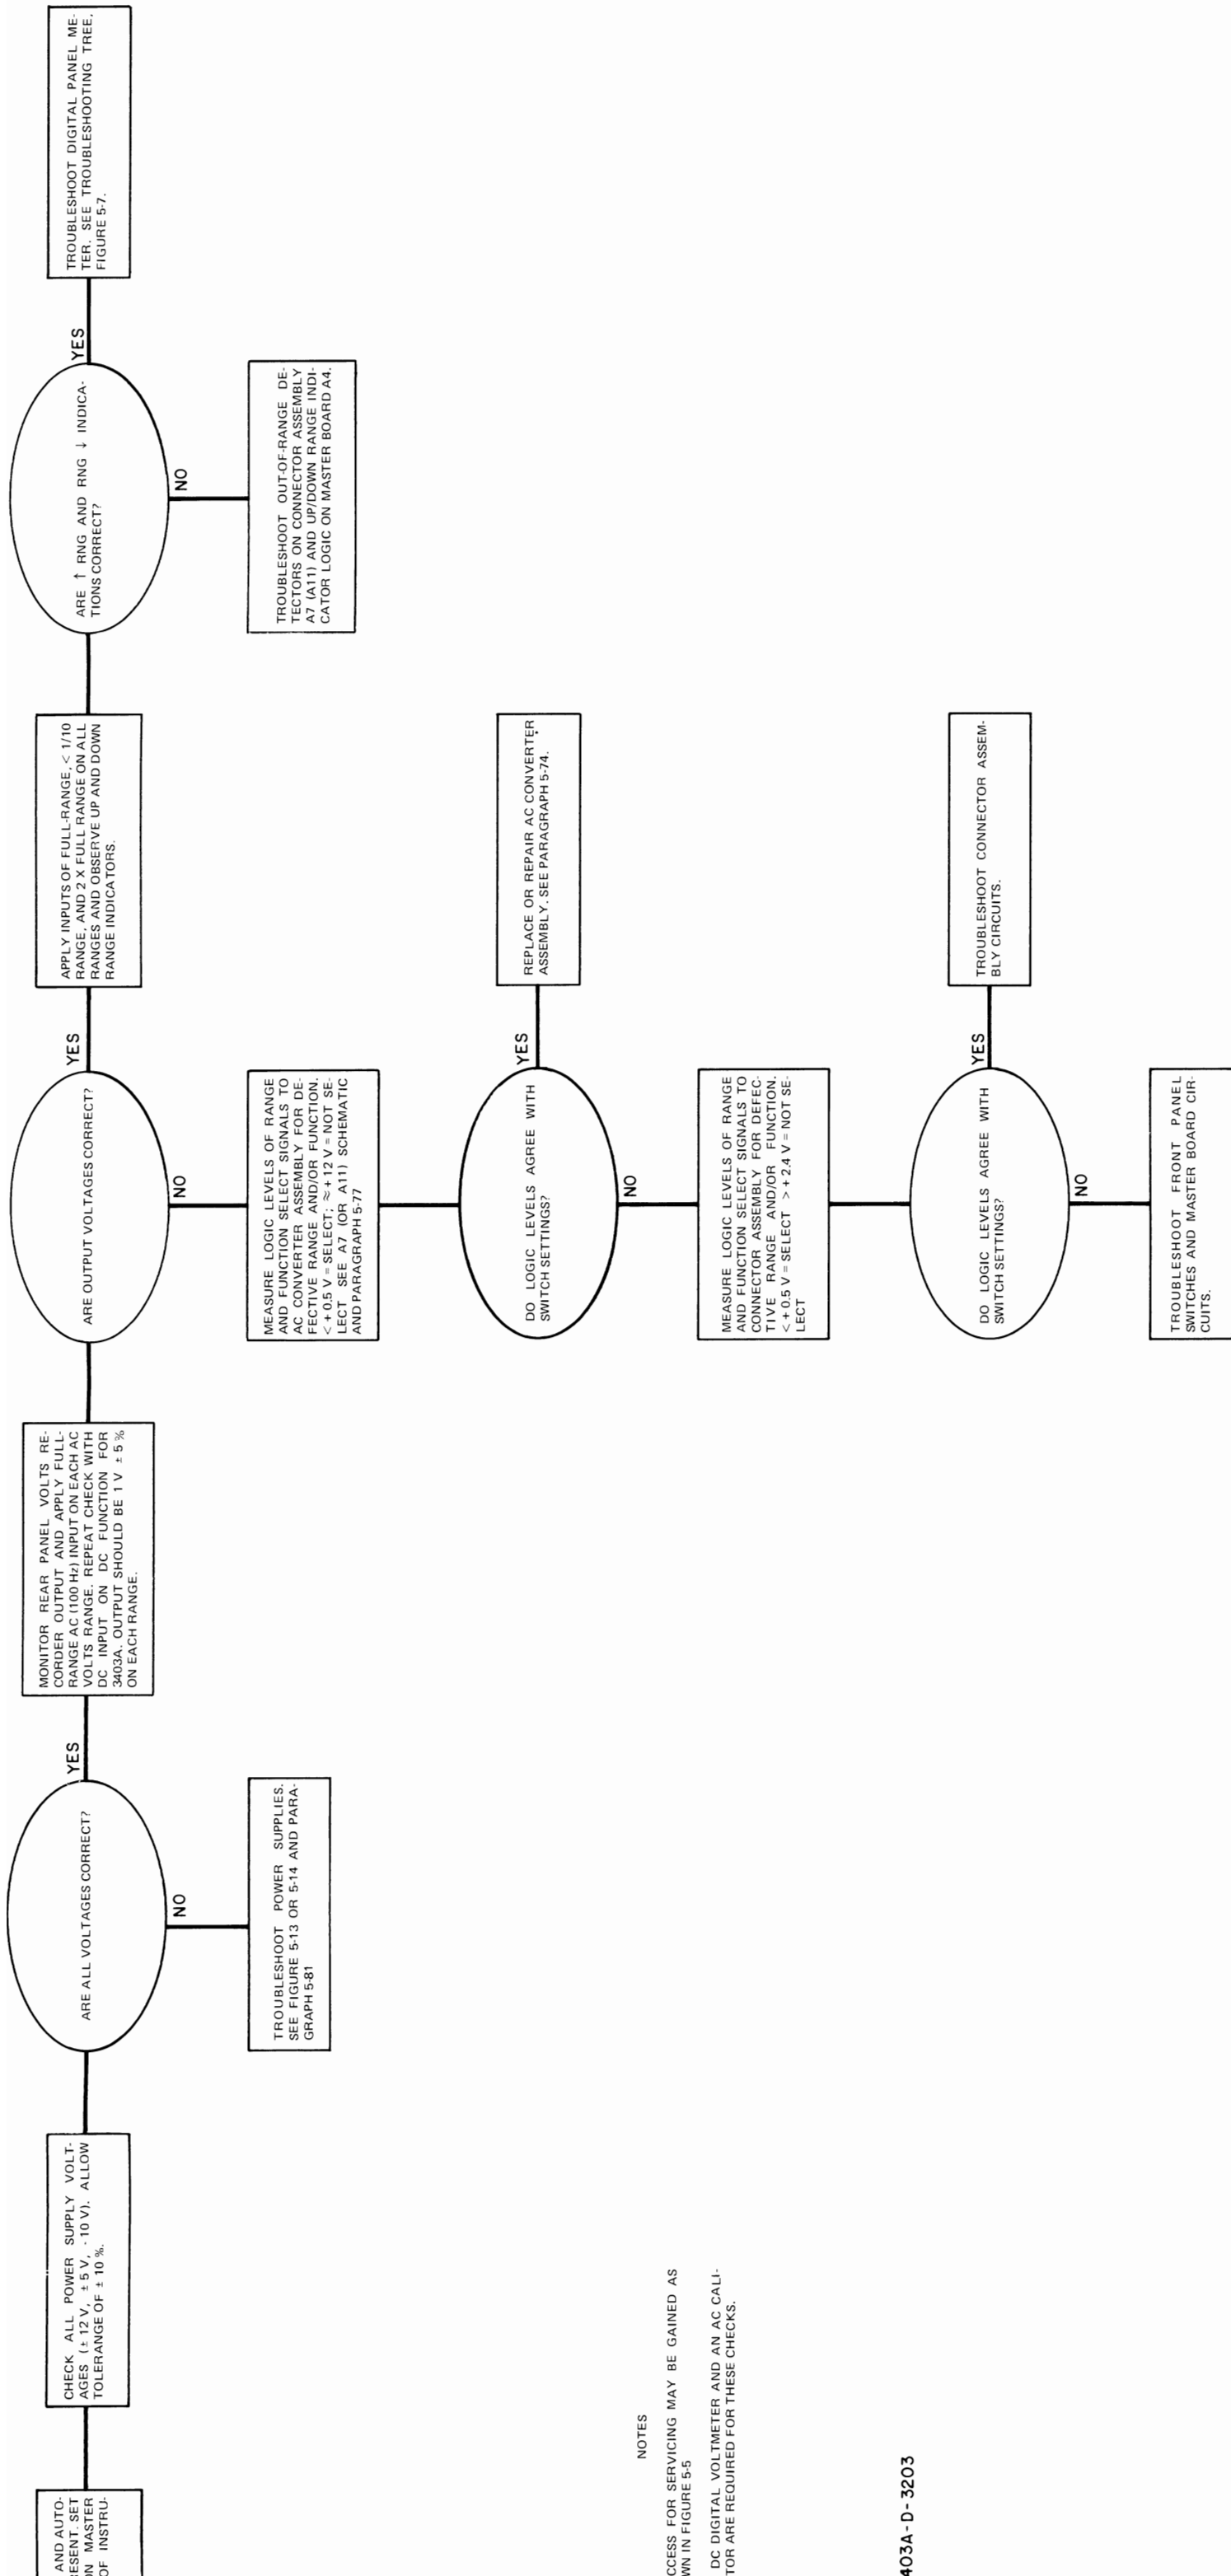 AND AUTO-
RESENT. SET
ON MASTER
OF INSTRU-
CHECK ALL POWER SUPPLY VOLT-
AGES (± 12 V, ± 5 V, - 10 V). ALLOW
TOLERANGE OF ± 10 %.
ARE ALL VOLTAGES CORRECT?
YES
NO
TROUBLESHOOT POWER SUPPLIES.
SEE FIGURE 5-13 OR 5-14 AND PARA-
GRAPH 5-81
MONITOR REAR PANEL VOLTS RE-
CORDER OUTPUT AND APPLY FULL-
RANGE AC (100 Hz) INPUT ON EACH AC
VOLTS RANGE. REPEAT CHECK WITH
DC INPUT ON DC FUNCTION FOR
3403A. OUTPUT SHOULD BE 1 V ± 5 %
ON EACH RANGE.
ARE OUTPUT VOLTAGES CORRECT?
YES
NO
MEASURE LOGIC LEVELS OF RANGE
AND FUNCTION SELECT SIGNALS TO
AC CONVERTER ASSEMBLY FOR DE-
FECTIVE RANGE AND/OR FUNCTION.
< + 0.5 V = SELECT; ≈ + 12 V = NOT SE-
LECT SEE A7 (OR A11) SCHEMATIC
AND PARAGRAPH 5-77
DO LOGIC LEVELS AGREE WITH
SWITCH SETTINGS?
YES
REPLACE OR REPAIR AC CONVERTER
ASSEMBLY. SEE PARAGRAPH 5-74.
NO
MEASURE LOGIC LEVELS OF RANGE
AND FUNCTION SELECT SIGNALS TO
CONNECTOR ASSEMBLY FOR DEFEC-
TIVE RANGE AND/OR FUNCTION.
< + 0.5 V = SELECT > + 2.4 V = NOT SE-
LECT
DO LOGIC LEVELS AGREE WITH
SWITCH SETTINGS?
YES
TROUBLESHOOT CONNECTOR ASSEM-
BLY CIRCUITS.
NO
TROUBLESHOOT FRONT PANEL
SWITCHES AND MASTER BOARD CIR-
CUITS.
APPLY INPUTS OF FULL-RANGE, < 1/10
RANGE, AND 2 X FULL RANGE ON ALL
RANGES AND OBSERVE UP AND DOWN
RANGE INDICATORS.
ARE ↑ RNG AND RNG ↓ INDICA-
TIONS CORRECT?
YES
NO
TROUBLESHOOT OUT-OF-RANGE DE-
TECTORS ON CONNECTOR ASSEMBLY
A7 (A11) AND UP/DOWN RANGE INDI-
CATOR LOGIC ON MASTER BOARD A4.
TROUBLESHOOT DIGITAL PANEL ME-
TER. SEE TROUBLESHOOTING TREE,
FIGURE 5-7.
NOTES
CCESS FOR SERVICING MAY BE GAINED AS
WN IN FIGURE 5-5
DC DIGITAL VOLTMETER AND AN AC CALI-
TOR ARE REQUIRED FOR THESE CHECKS.
403A-D-3203